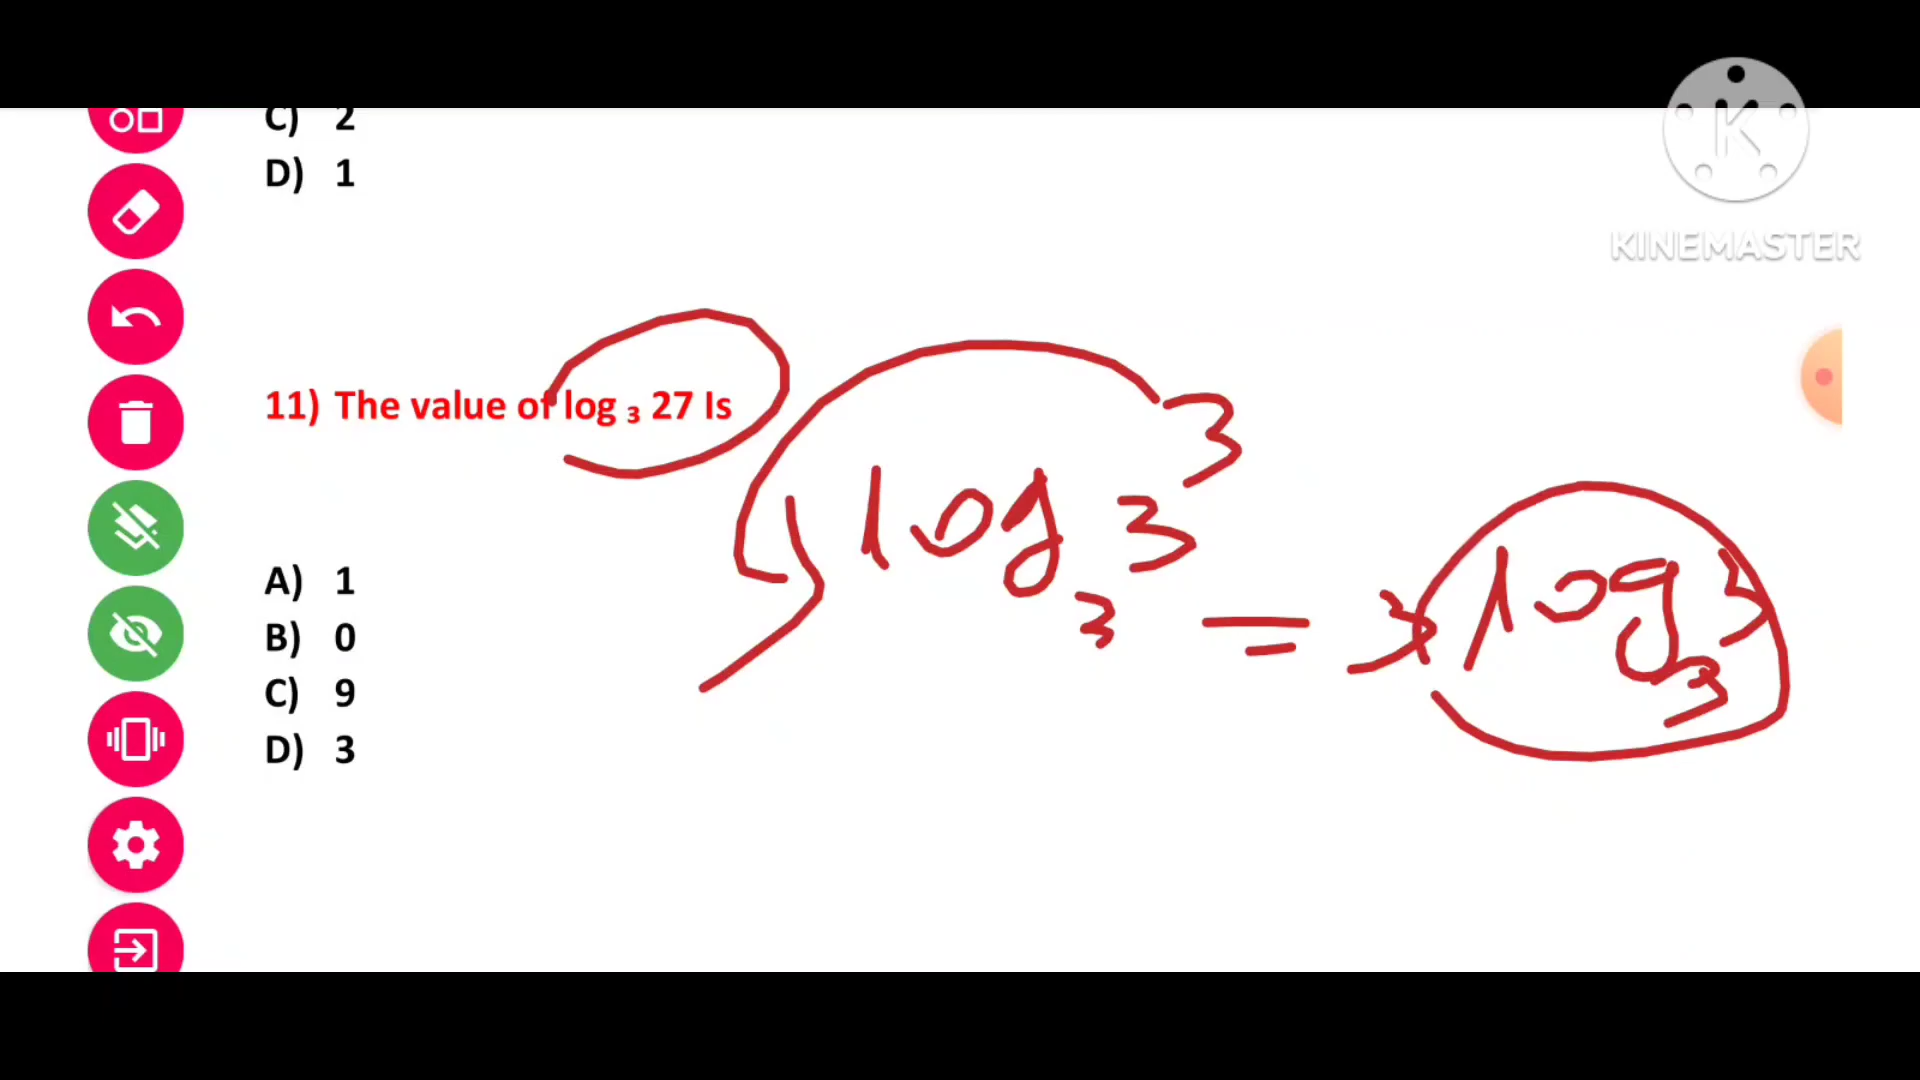 C) 2
D) 1
K
KINEMASTER
11) The value of log ₃ 27 Is
log₃ 3³
= 3 log₃ 3
A) 1
B) 0
C) 9
D) 3